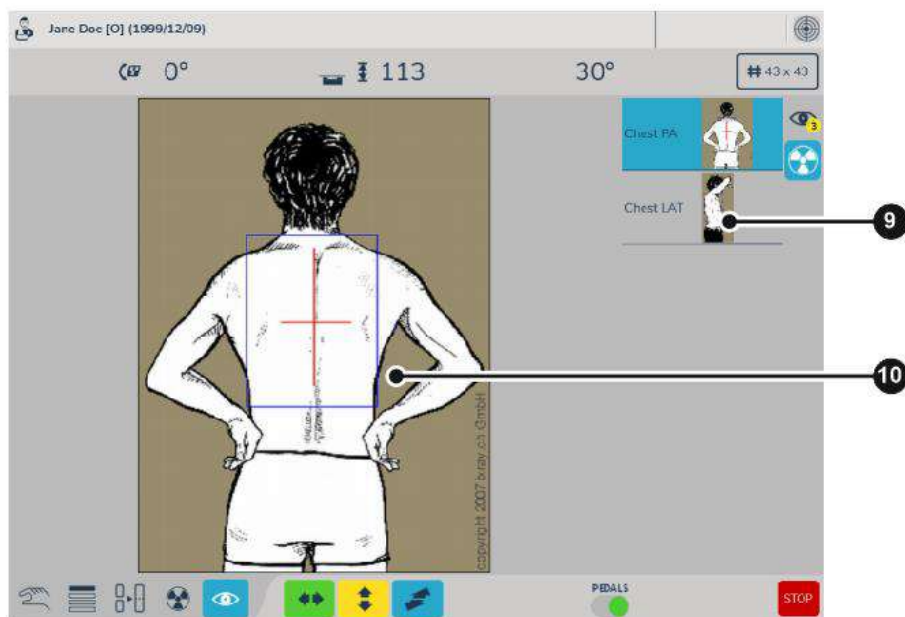 Jane Doe [O] (1999/12/09)
0° 113 30° 43 x 43
Chest PA
3
Chest LAT
9
10
copyright 2007 ixray.ch GmbH
PEDALS
STOP